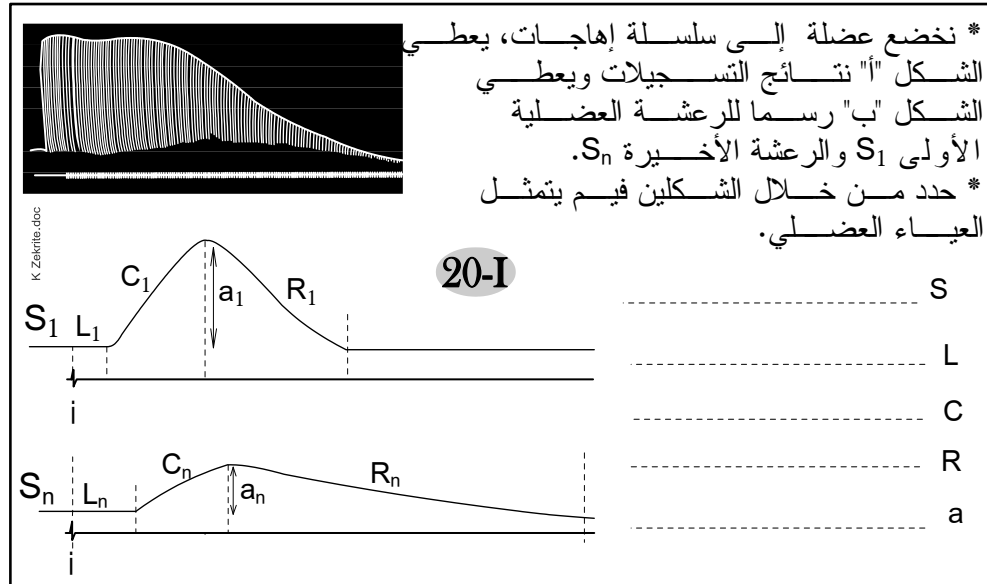 * نخضع عضلة إلى سلسلة إهاجات، يعطي
الشكل "أ" نتائج التسجيلات ويعطي
الشكل "ب" رسما للرعشة العضلية
الأولى S1 والرعشة الأخيرة Sn.
* حدد من خلال الشكلين فيم يتمثل
العياء العضلي.
K Zekrite.doc
20-I
C1
a1
R1
S1 L1
i
Cn
an
Rn
Sn Ln
i
S
L
C
R
a